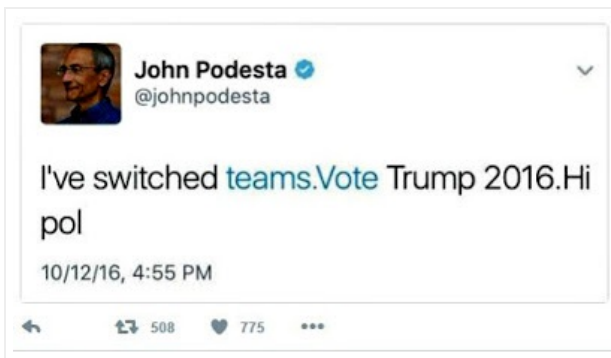 John Podesta
@johnpodesta
I've switched teams.Vote Trump 2016.Hi
pol
10/12/16, 4:55 PM
508 775